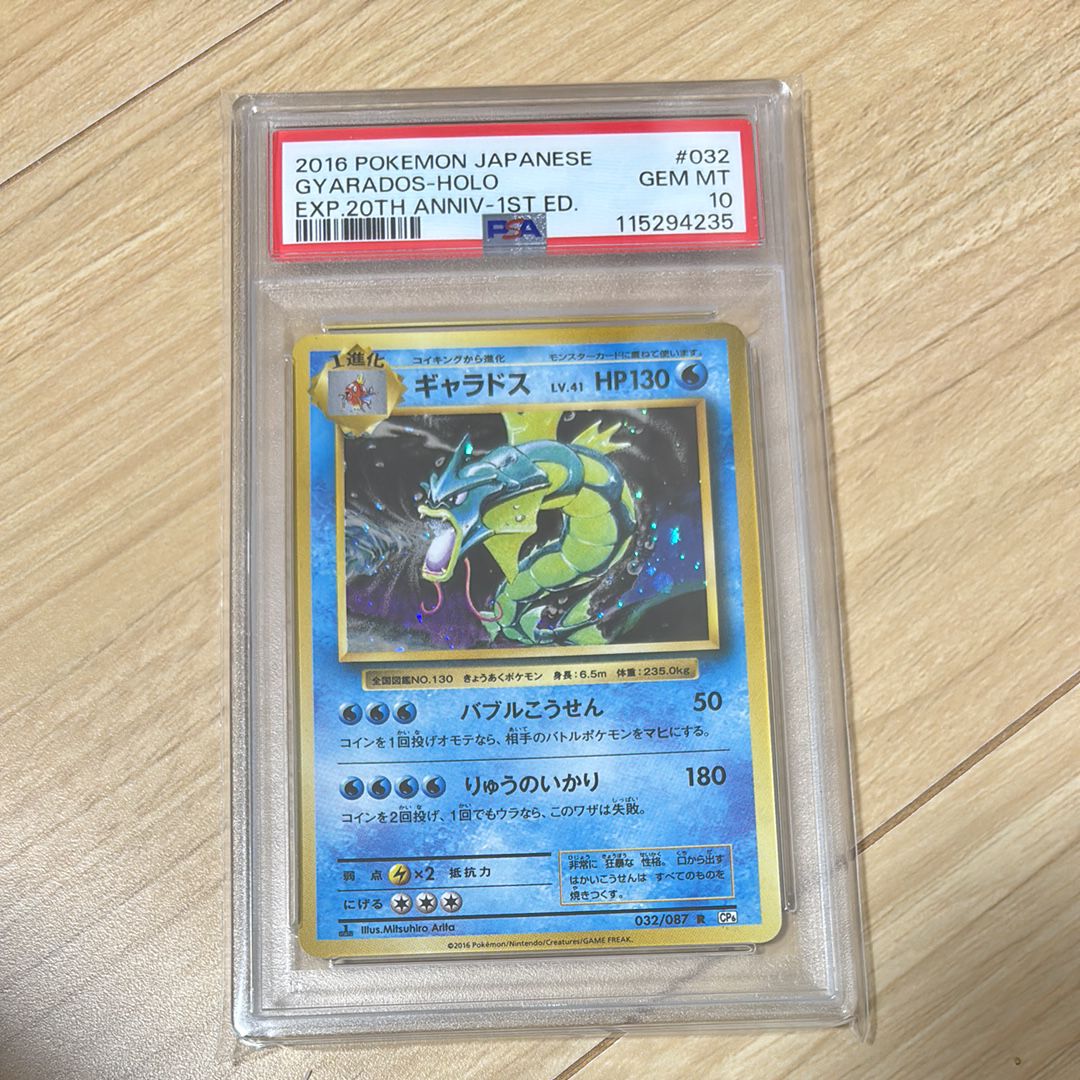 2016 POKEMON JAPANESE #032
GYARADOS-HOLO GEM MT
EXP.20TH ANNIV-1ST ED. 10
PSA 115294235
1進化 コイキングから進化 モンスターカードに重ねて使います。
ギャラドス LV.41 HP130
全国図鑑NO.130 きょうあくポケモン 身長:6.5m 体重:235.0kg
バブルこうせん 50
コインを1回投げオモテなら、相手のバトルポケモンをマヒにする。
りゅうのいかり 180
コインを2回投げ、1回でもウラなら、このワザは失敗。
弱点 ×2 抵抗力
にげる
非常に 狂暴な 性格。 口から出す
はかいこうせんは すべてのものを
焼きつくす。
032/087 R CP6
1 Illus.Mitsuhiro Arita
©2016 Pokémon/Nintendo/Creatures/GAME FREAK.